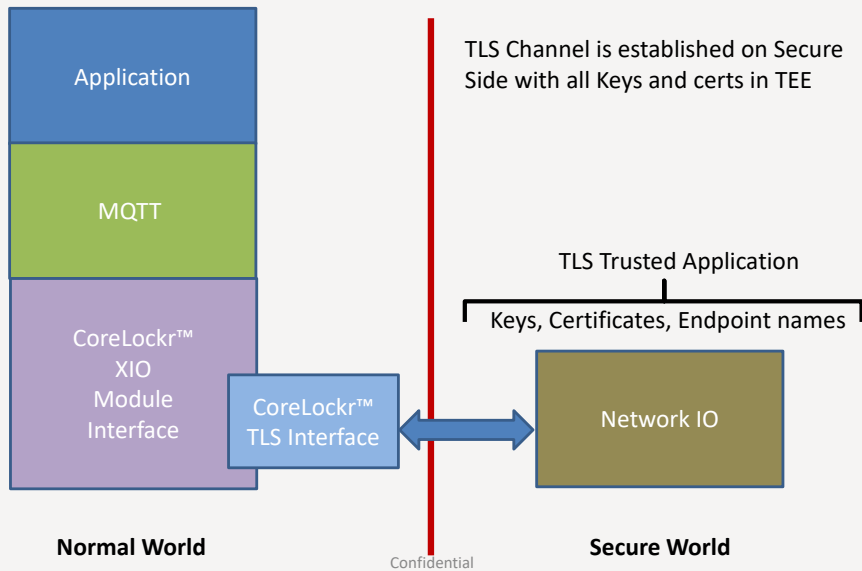 Application
MQTT
CoreLockr™
XIO
Module
Interface
CoreLockr™
TLS Interface
Normal World
TLS Channel is established on Secure
Side with all Keys and certs in TEE
TLS Trusted Application
Keys, Certificates, Endpoint names
Network IO
Secure World
Confidential